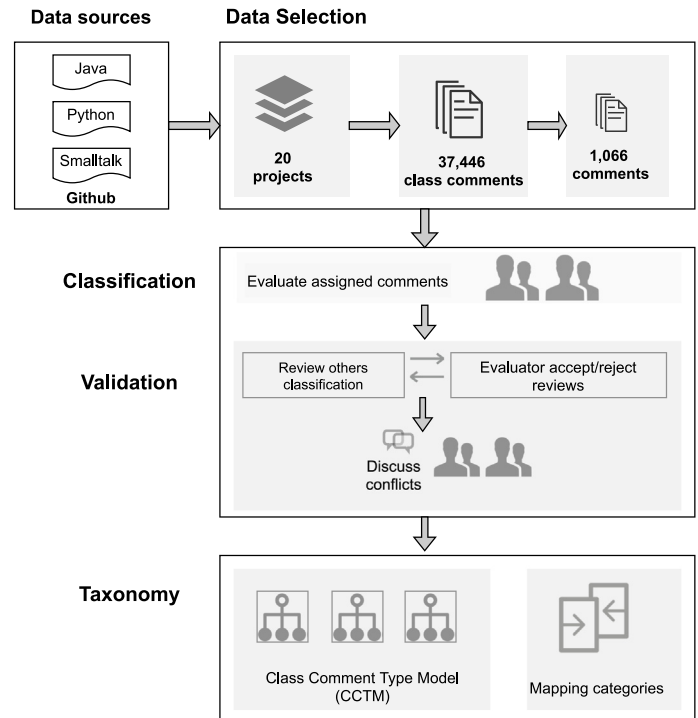 Data sources
Java
Python
Smalltalk
Github
Data Selection
20
projects
37,446
class comments
1,066
comments
Classification
Evaluate assigned comments
Validation
Review others
classification
Evaluator accept/reject
reviews
Discuss
conflicts
Taxonomy
Class Comment Type Model
(CCTM)
Mapping categories